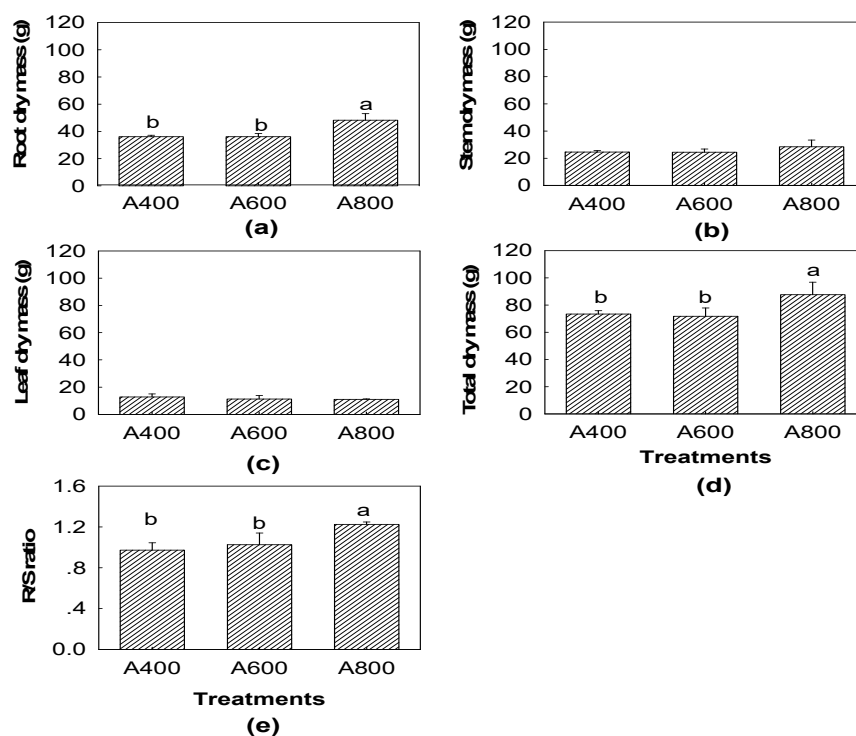 Root dry mass (g)
120
100
80
60
40
20
0
b
b
a
A400 A600 A800
(a)
Stem dry mass (g)
120
100
80
60
40
20
0
A400 A600 A800
(b)
Leaf dry mass (g)
120
100
80
60
40
20
0
A400 A600 A800
(c)
Total dry mass (g)
120
100
80
60
40
20
0
b
b
a
A400 A600 A800
Treatments
(d)
R/S ratio
1.6
1.2
.8
.4
0.0
b
b
a
A400 A600 A800
Treatments
(e)